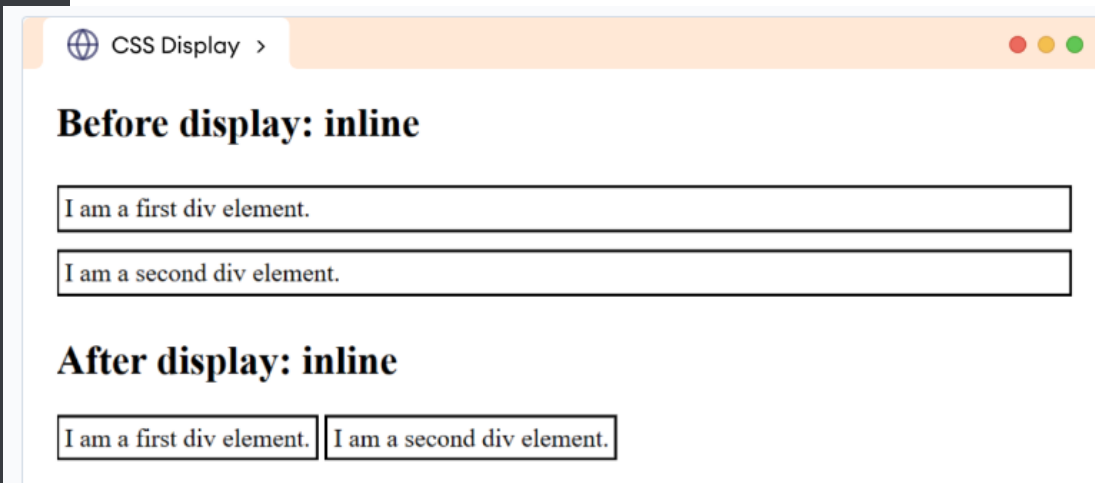 CSS Display >
Before display: inline
I am a first div element.
I am a second div element.
After display: inline
I am a first div element. I am a second div element.